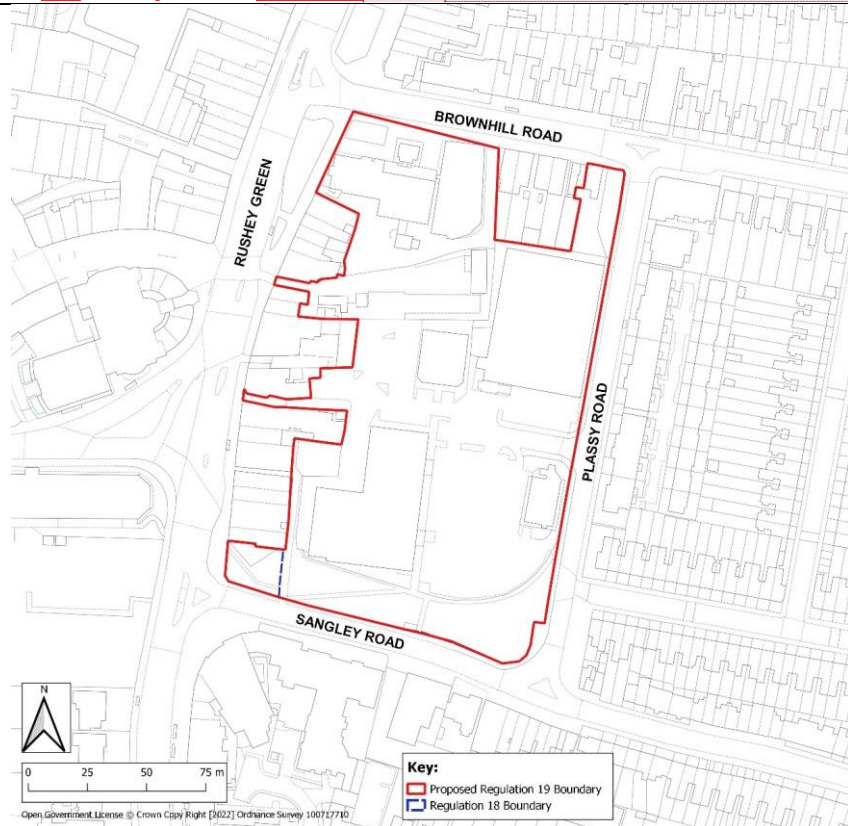 BROWNHILL ROAD
RUSHEY GREEN
PLASSY ROAD
SANGLEY ROAD
N
0 25 50 75 m
Key:
Proposed Regulation 19 Boundary
Regulation 18 Boundary
Open Government License © Crown Copy Right [2022] Ordnance Survey 100717710